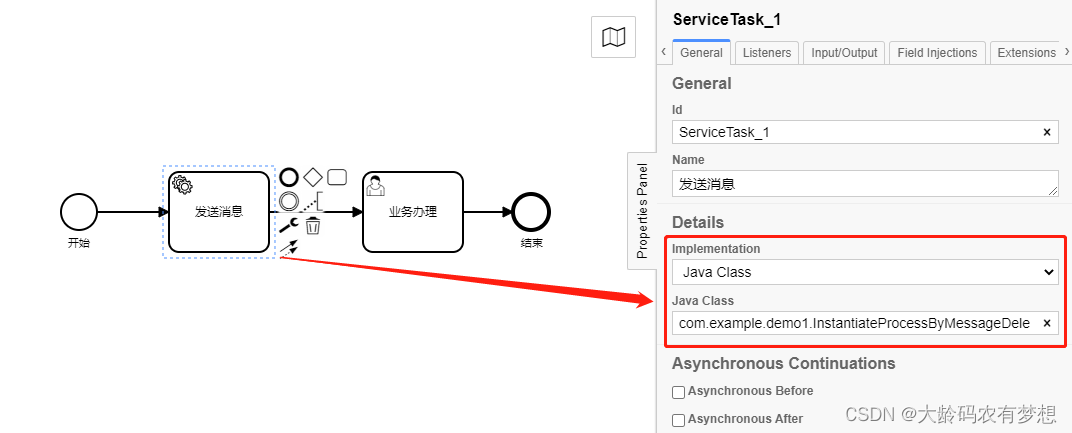 开始
发送消息
业务办理
结束
Properties Panel
ServiceTask_1
General
Listeners
Input/Output
Field Injections
Extensions
General
Id
ServiceTask_1
Name
发送消息
Details
Implementation
Java Class
Java Class
com.example.demo1.InstantiateProcessByMessageDele
Asynchronous Continuations
Asynchronous Before
Asynchronous After
CSDN @大龄码农有梦想